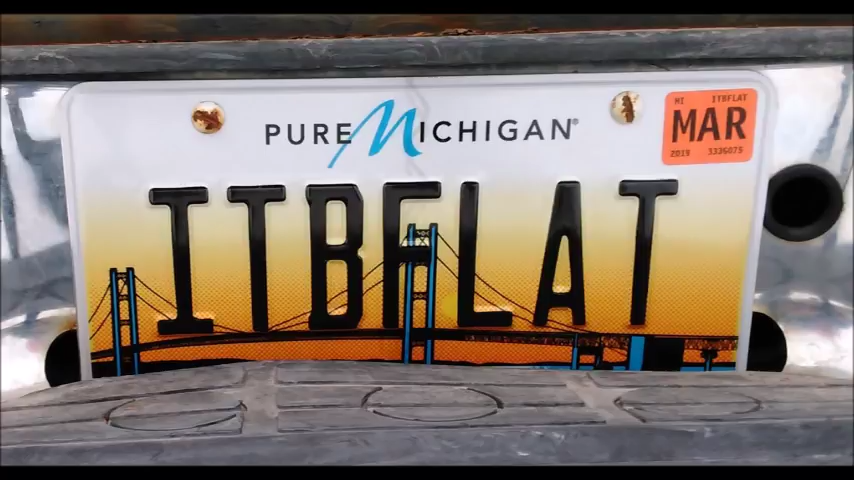 PURE MICHIGAN®
MI ITBFLAT
MAR
2019 3336075
ITBFLAT